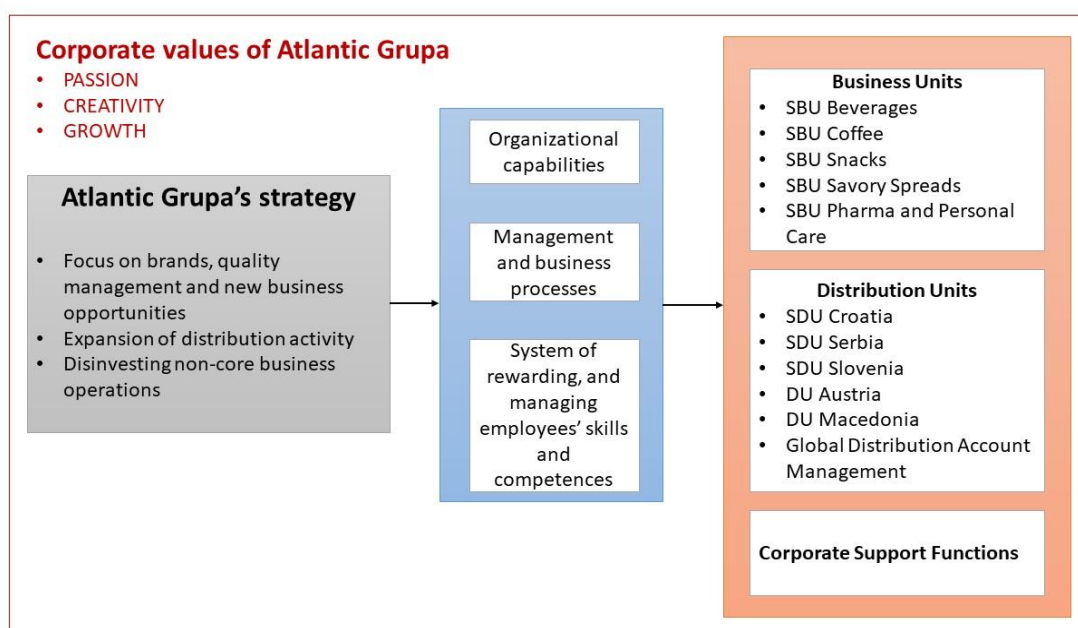 Corporate values of Atlantic Grupa
• PASSION
• CREATIVITY
• GROWTH
Atlantic Grupa’s strategy
• Focus on brands, quality
management and new business
opportunities
• Expansion of distribution activity
• Disinvesting non-core business
operations
Organizational
capabilities
Management
and business
processes
System of
rewarding, and
managing
employees’ skills
and
competences
Business Units
• SBU Beverages
• SBU Coffee
• SBU Snacks
• SBU Savory Spreads
• SBU Pharma and Personal
Care
Distribution Units
• SDU Croatia
• SDU Serbia
• SDU Slovenia
• DU Austria
• DU Macedonia
• Global Distribution Account
Management
Corporate Support Functions